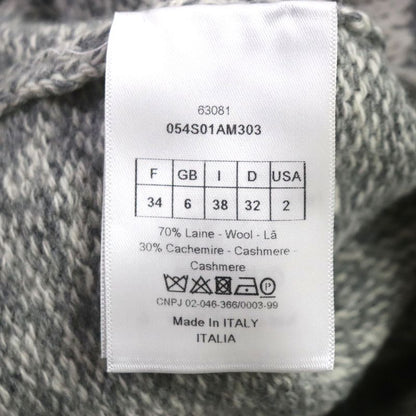 63081
054S01AM303
F GB I D USA
34 6 38 32 2
70% Laine - Wool - Lã
30% Cachemire - Cashmere -
Cashmere
CNPJ 02-046-366/0003-99
Made In ITALY
ITALIA